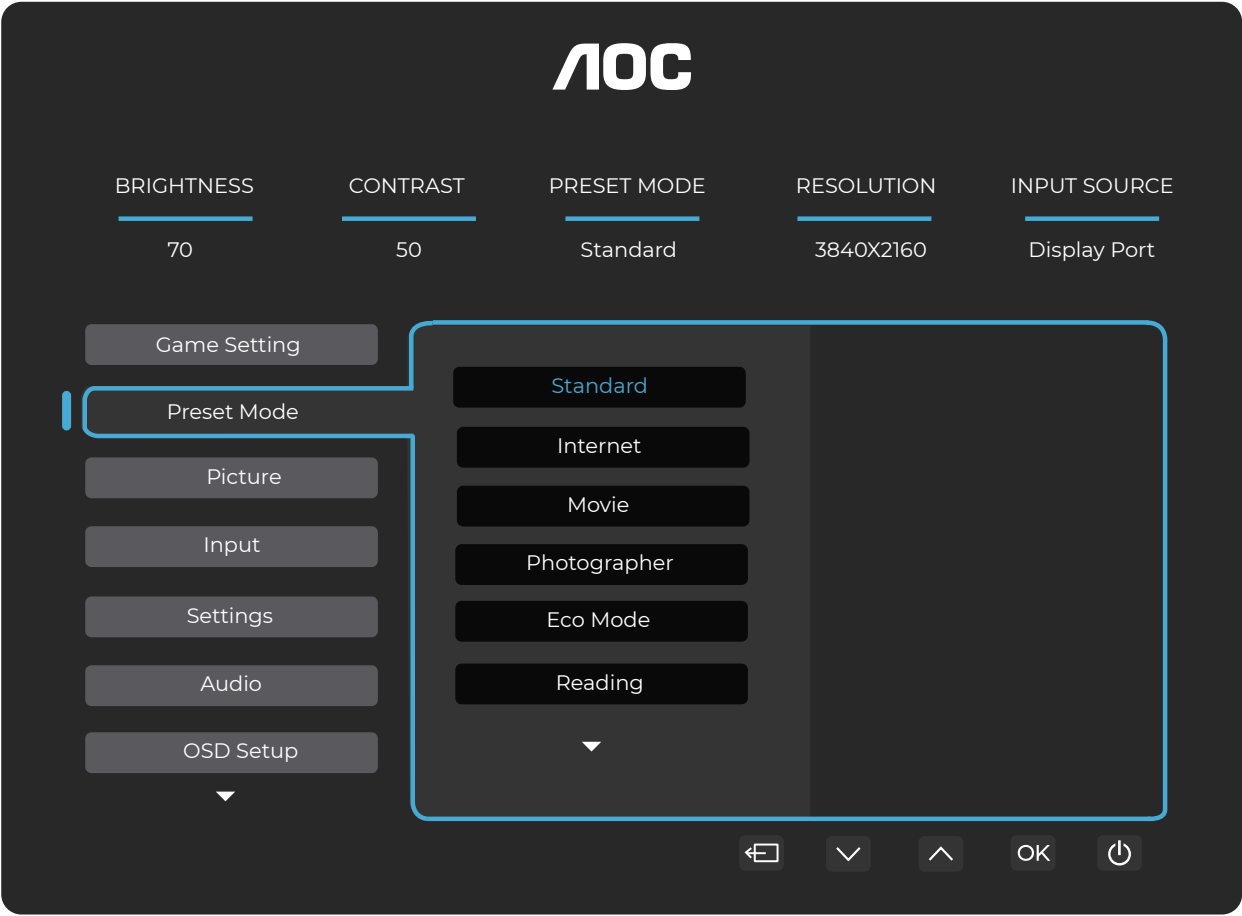 AOC
BRIGHTNESS CONTRAST PRESET MODE RESOLUTION INPUT SOURCE
70 50 Standard 3840X2160 Display Port
Game Setting
Preset Mode
Picture
Input
Settings
Audio
OSD Setup
Standard
Internet
Movie
Photographer
Eco Mode
Reading
OK